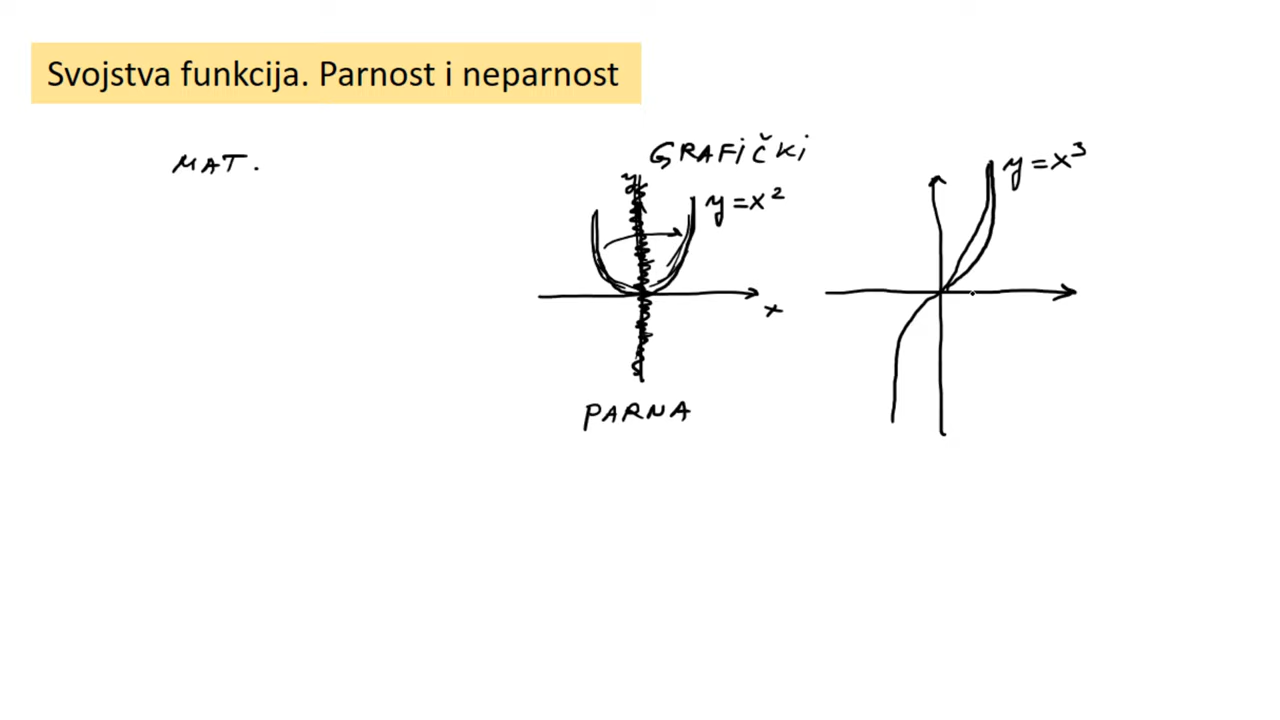 Svojstva funkcija. Parnost i neparnost
MAT.
GRAFIČKI
y
y=x²
x
PARNA
y=x³